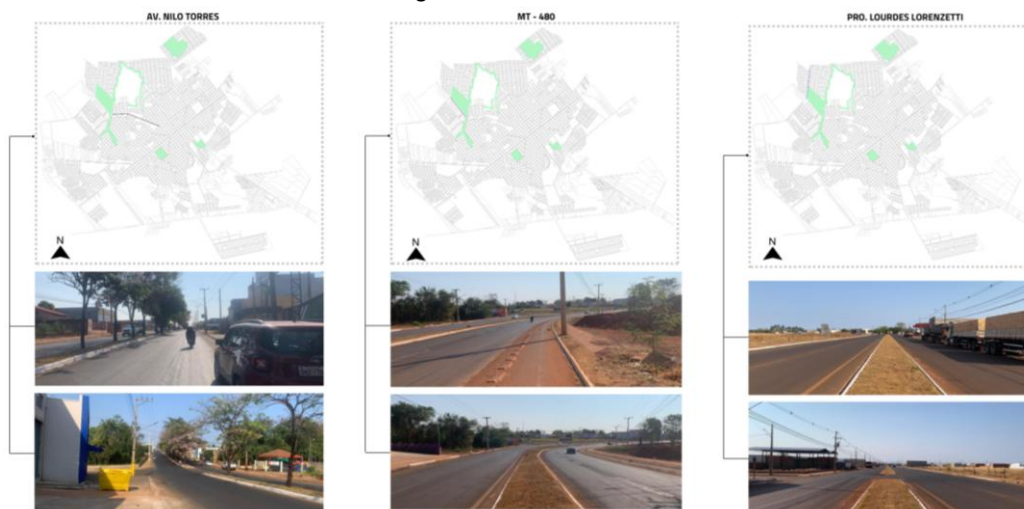 AV. NILO TORRES
MT - 480
PRO. LOURDES LORENZETTI
N
N
N